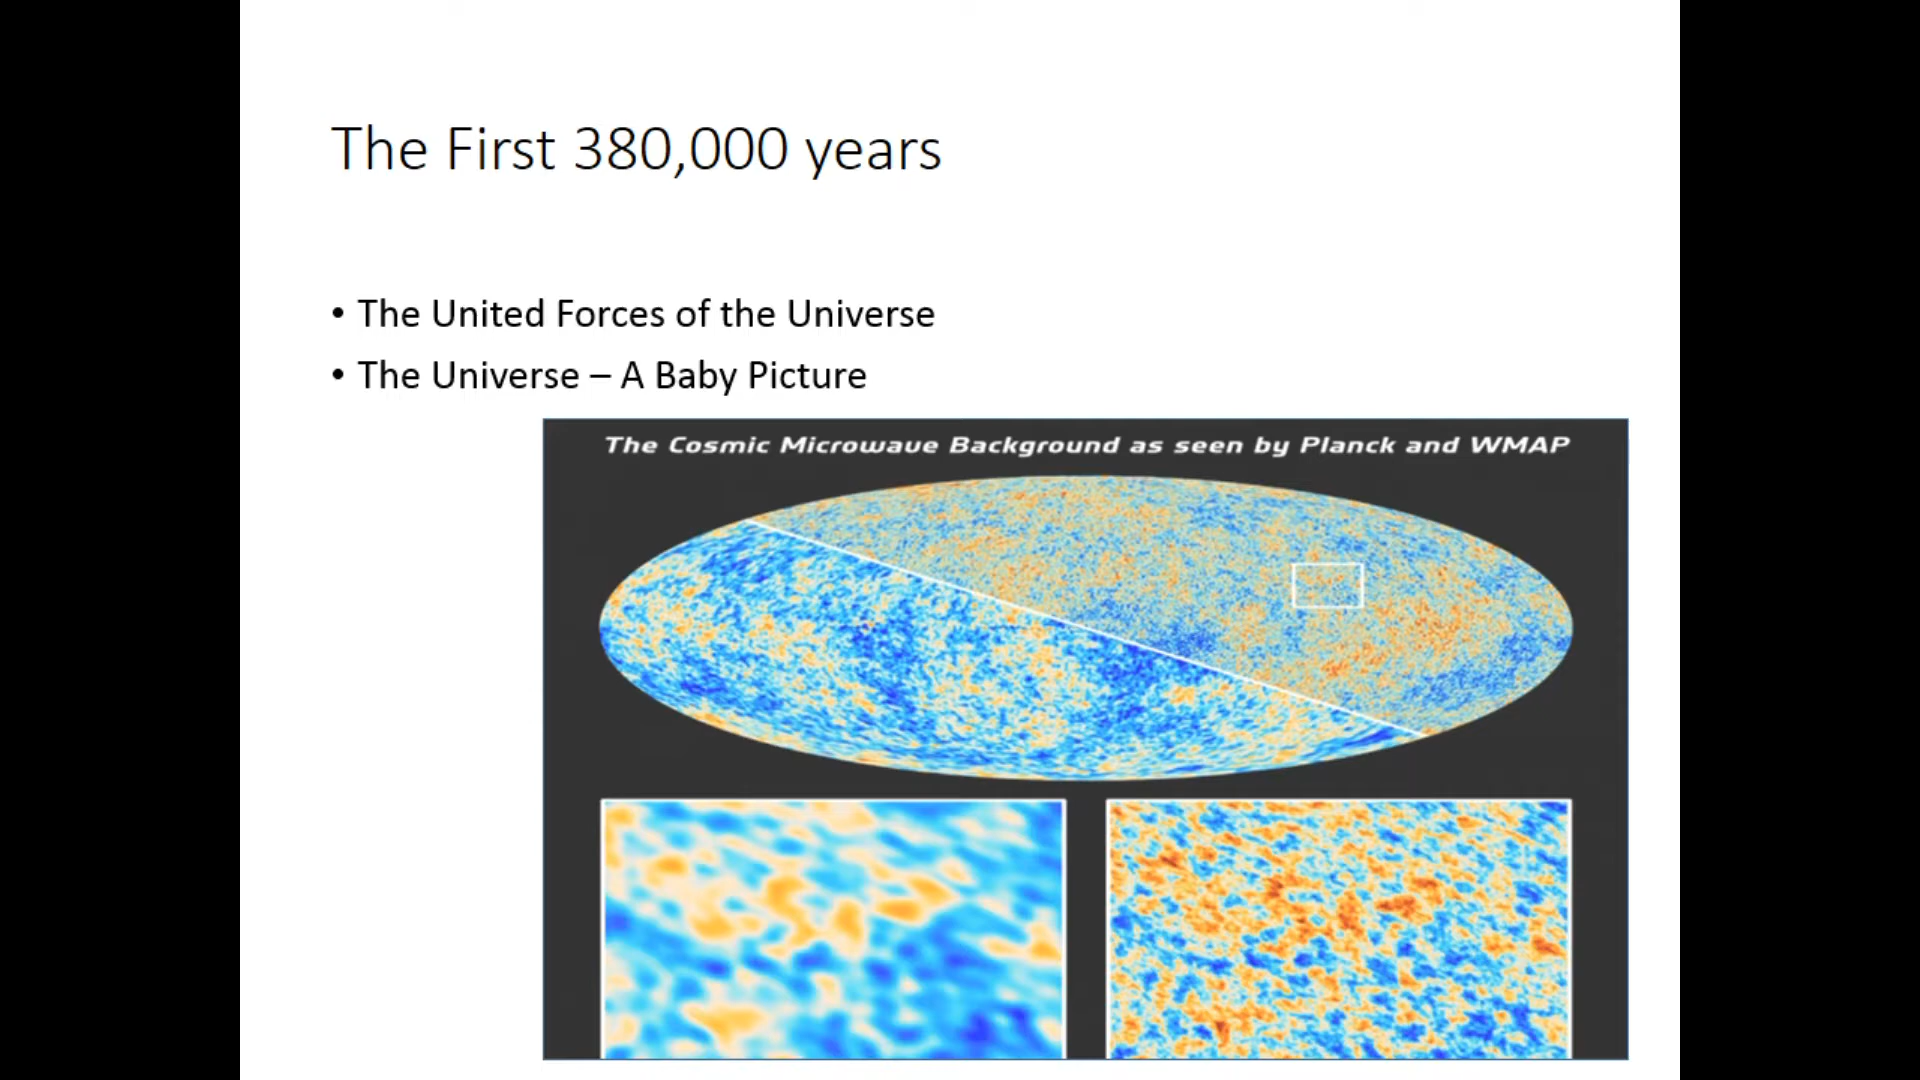 The First 380,000 years
• The United Forces of the Universe
• The Universe – A Baby Picture
The Cosmic Microwave Background as seen by Planck and WMAP